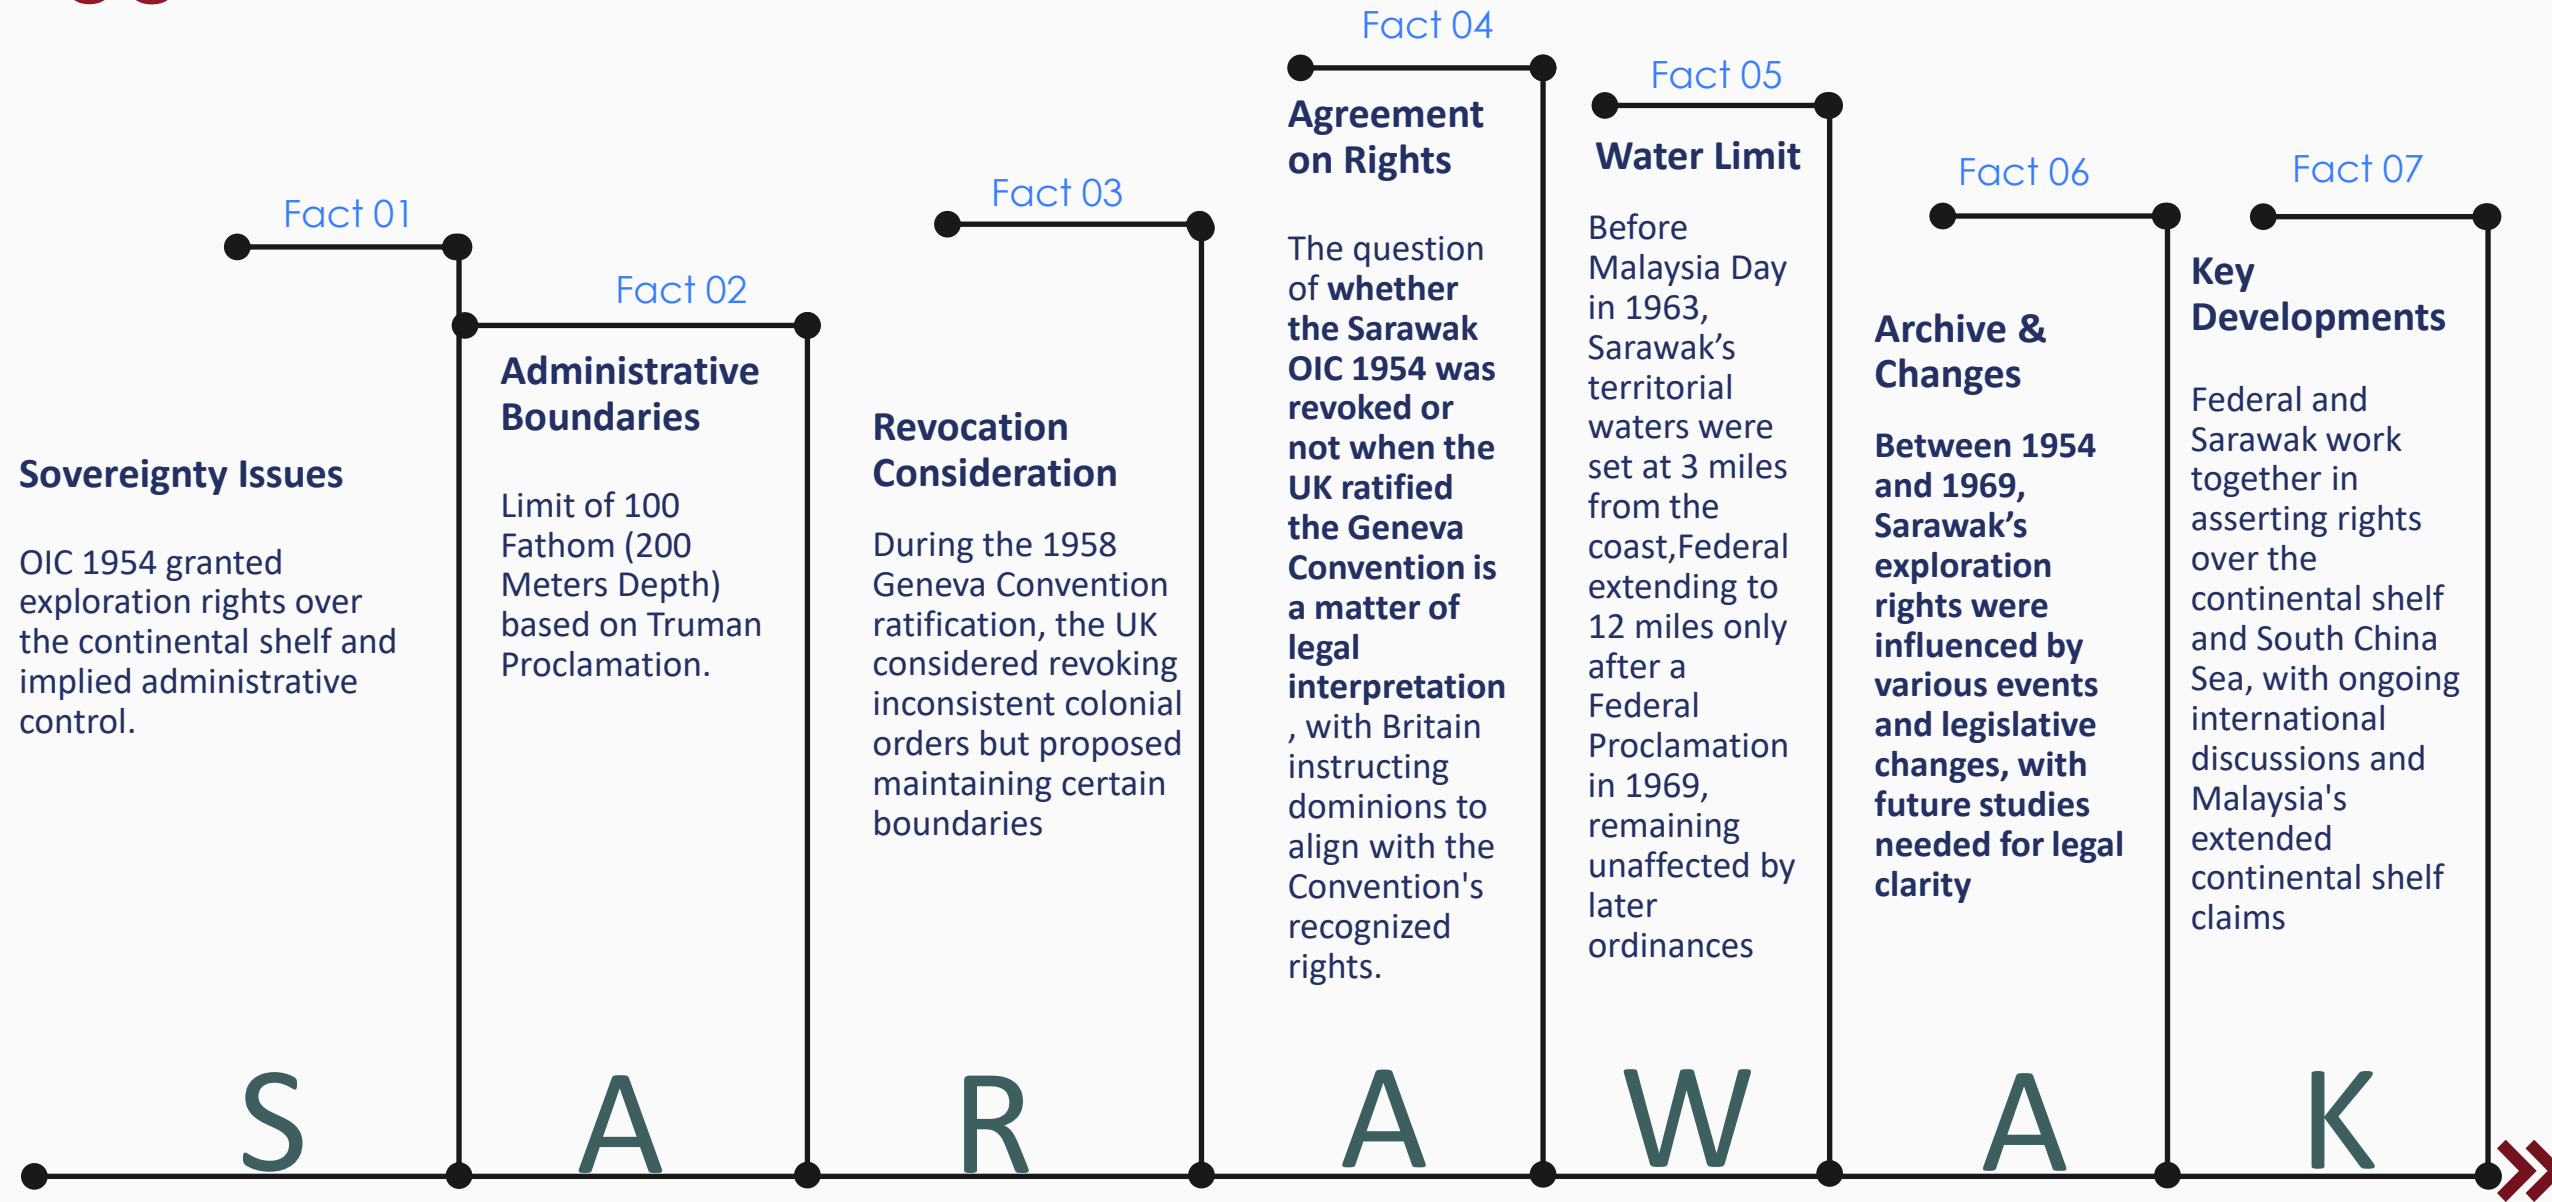 Fact 01
Sovereignty Issues
OIC 1954 granted
exploration rights over
the continental shelf and
implied administrative
control.
S
Fact 02
Administrative
Boundaries
Limit of 100
Fathom (200
Meters Depth)
based on Truman
Proclamation.
A
Fact 03
Revocation
Consideration
During the 1958
Geneva Convention
ratification, the UK
considered revoking
inconsistent colonial
orders but proposed
maintaining certain
boundaries
R
Fact 04
Agreement
on Rights
The question
of whether
the Sarawak
OIC 1954 was
revoked or
not when the
UK ratified
the Geneva
Convention is
a matter of
legal
interpretation
, with Britain
instructing
dominions to
align with the
Convention's
recognized
rights.
A
Fact 05
Water Limit
Before
Malaysia Day
in 1963,
Sarawak’s
territorial
waters were
set at 3 miles
from the
coast,Federal
extending to
12 miles only
after a
Federal
Proclamation
in 1969,
remaining
unaffected by
later
ordinances
W
Fact 06
Archive &
Changes
Between 1954
and 1969,
Sarawak’s
exploration
rights were
influenced by
various events
and legislative
changes, with
future studies
needed for legal
clarity
A
Fact 07
Key
Developments
Federal and
Sarawak work
together in
asserting rights
over the
continental shelf
and South China
Sea, with ongoing
international
discussions and
Malaysia's
extended
continental shelf
claims
K